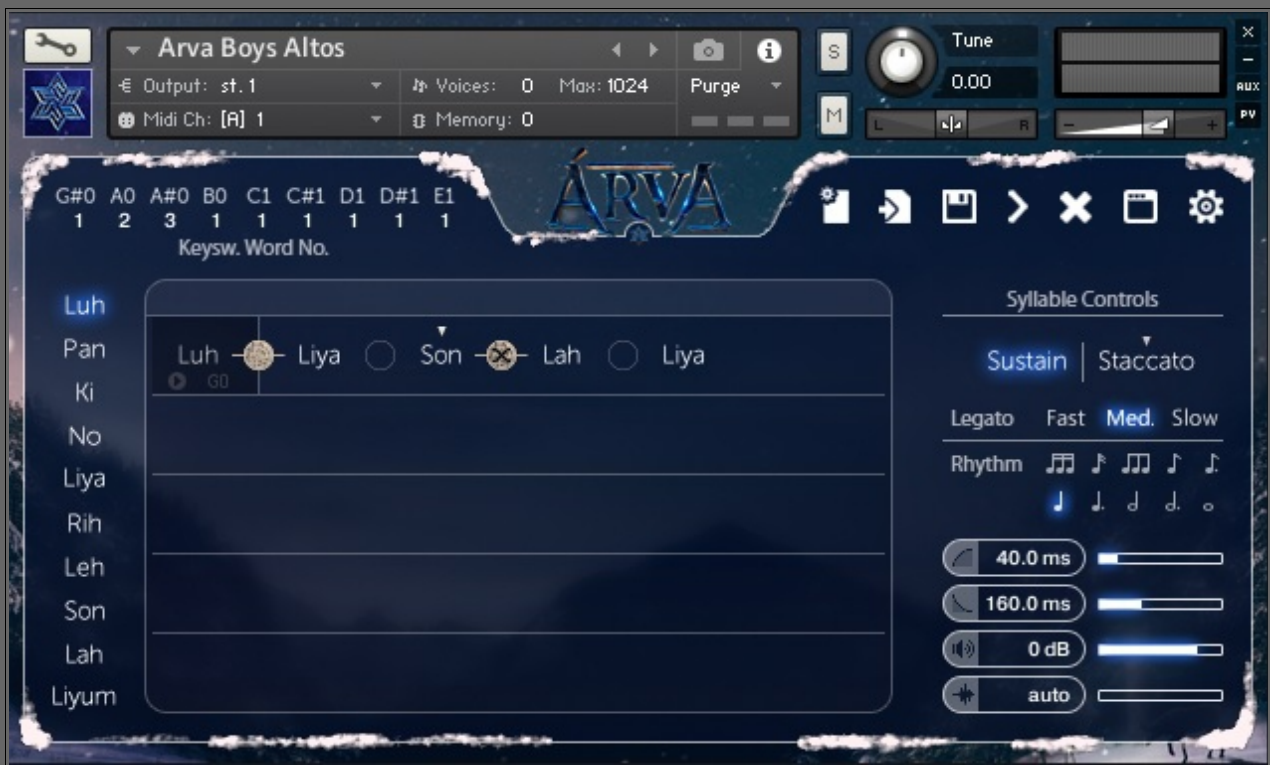 Arva Boys Altos
Output: st. 1
Voices: 0 Max: 1024
Purge
Midi Ch: [A] 1
Memory: 0
S
M
Tune
0.00
L R
- +
X
-
AUX
PV
ÁRVA
G#0 A0 A#0 B0 C1 C#1 D1 D#1 E1
1 2 3 1 1 1 1 1 1
Keysw. Word No.
Luh
Pan
Ki
No
Liya
Rih
Leh
Son
Lah
Liyum
Luh Liya Son Lah Liya
G0
Syllable Controls
Sustain | Staccato
Legato Fast Med. Slow
Rhythm
40.0 ms
160.0 ms
0 dB
auto